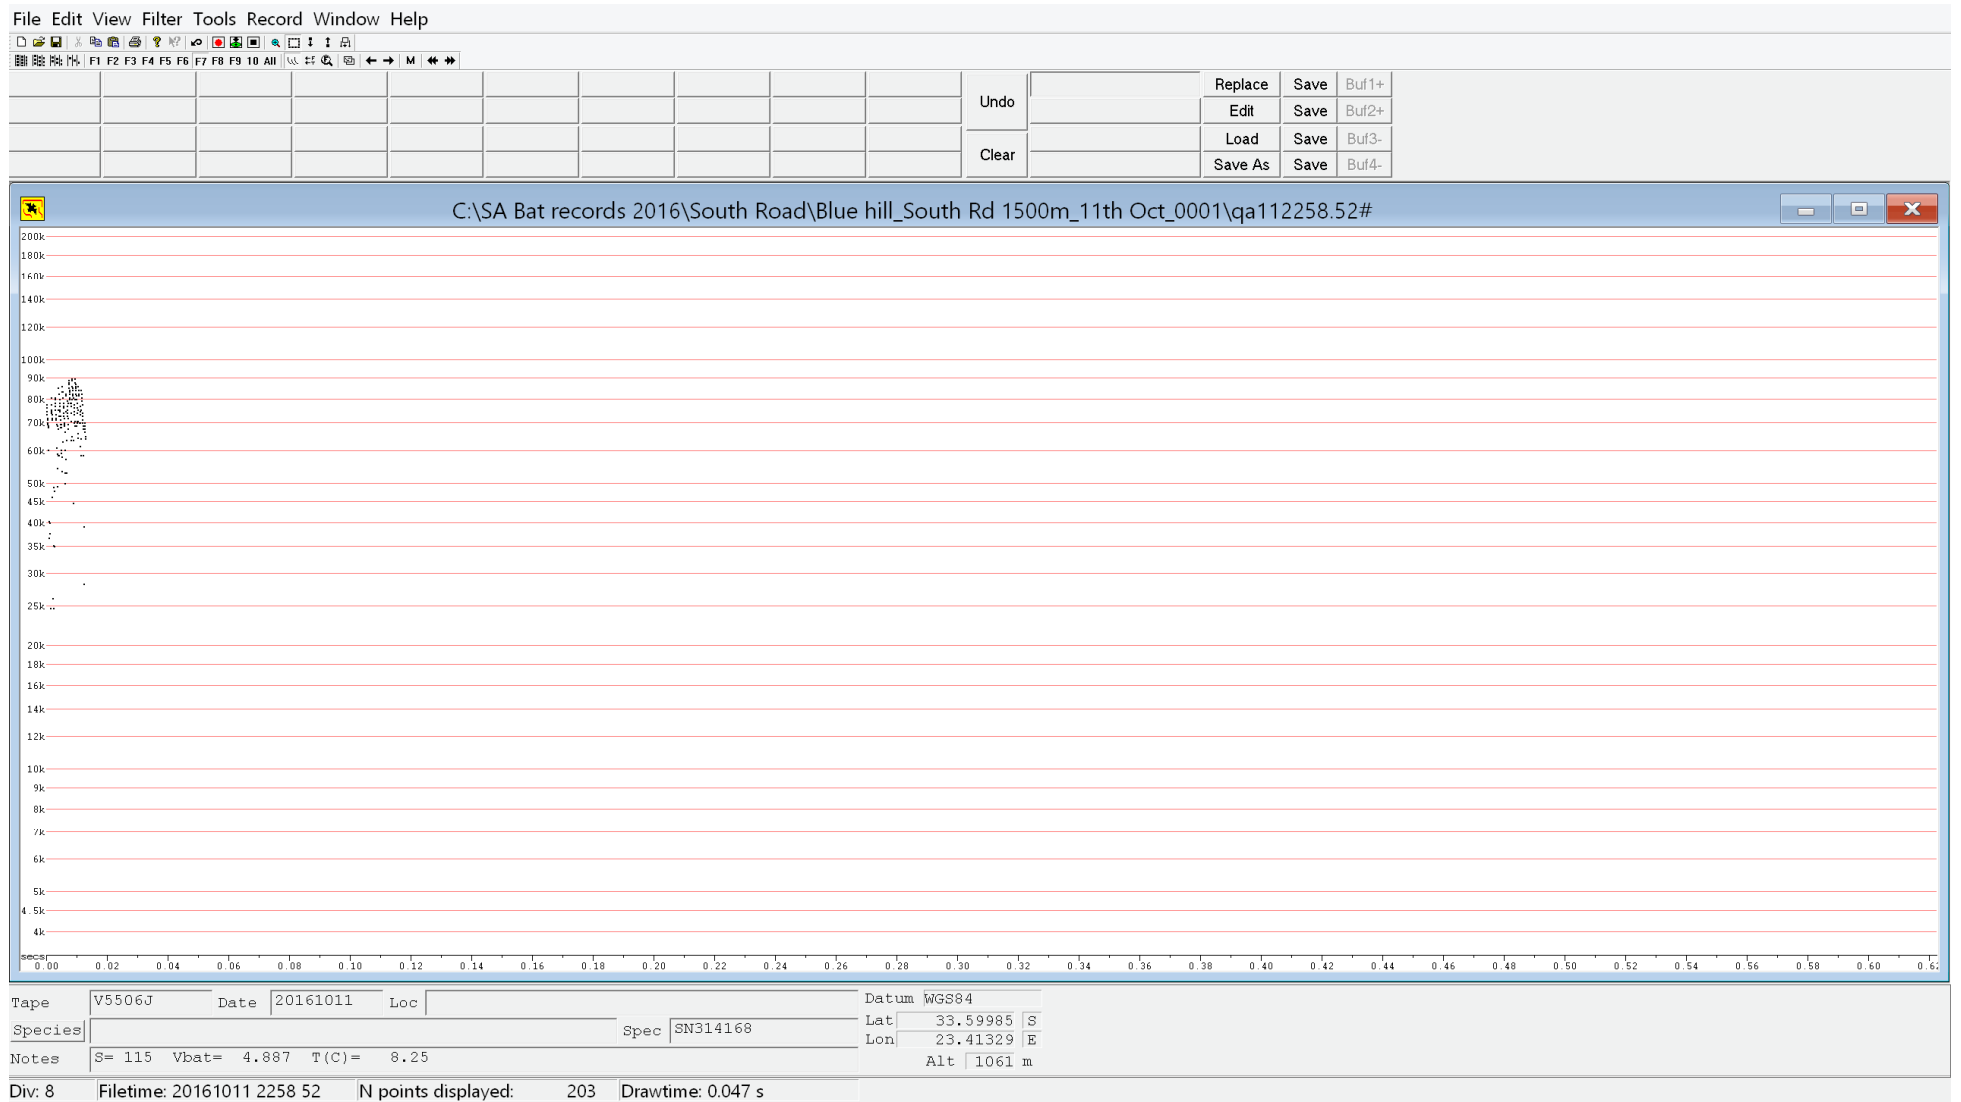 File Edit View Filter Tools Record Window Help
F1 F2 F3 F4 F5 F6 F7 F8 F9 10 All M
Undo Replace Save Buf1+
Edit Save Buf2+
Clear Load Save Buf3-
Save As Save Buf4-
C:\SA Bat records 2016\South Road\Blue hill_South Rd 1500m_11th Oct_0001\qa112258.52#
200k
180k
160k
140k
120k
100k
90k
80k
70k
60k
50k
45k
40k
35k
30k
25k
20k
18k
16k
14k
12k
10k
9k
8k
7k
6k
5k
4.5k
4k
secs
0.00 0.02 0.04 0.06 0.08 0.10 0.12 0.14 0.16 0.18 0.20 0.22 0.24 0.26 0.28 0.30 0.32 0.34 0.36 0.38 0.40 0.42 0.44 0.46 0.48 0.50 0.52 0.54 0.56 0.58 0.60 0.62
Tape V5506J Date 20161011 Loc Datum WGS84
Species Spec SN314168 Lat 33.59985 S
Lon 23.41329 E
Notes S= 115 Vbat= 4.887 T(C)= 8.25 Alt 1061 m
Div: 8 Filetime: 20161011 2258 52 N points displayed: 203 Drawtime: 0.047 s